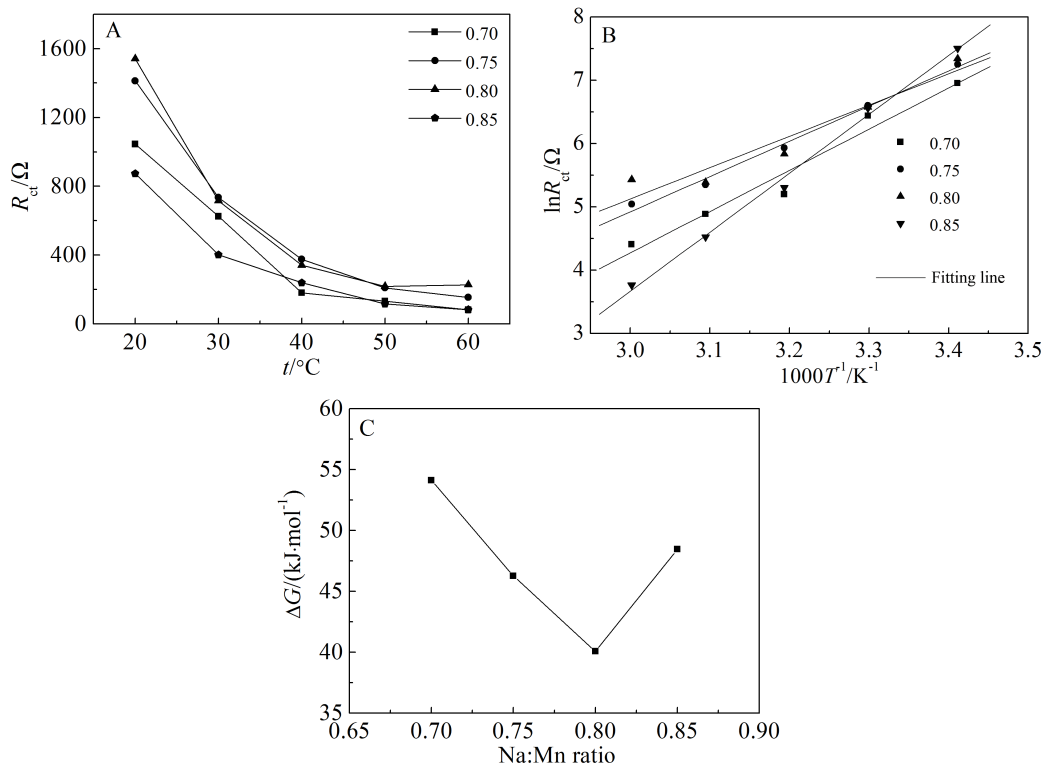 A
0.70
0.75
0.80
0.85
1600
1200
800
400
0
20 30 40 50 60
Rct/Ω
t/°C
B
8
7
6
5
4
3
0.70
0.75
0.80
0.85
Fitting line
3.0 3.1 3.2 3.3 3.4 3.5
lnRct/Ω
1000T⁻¹/K⁻¹
C
60
55
50
45
40
35
0.65 0.70 0.75 0.80 0.85 0.90
ΔG/(kJ·mol⁻¹)
Na:Mn ratio